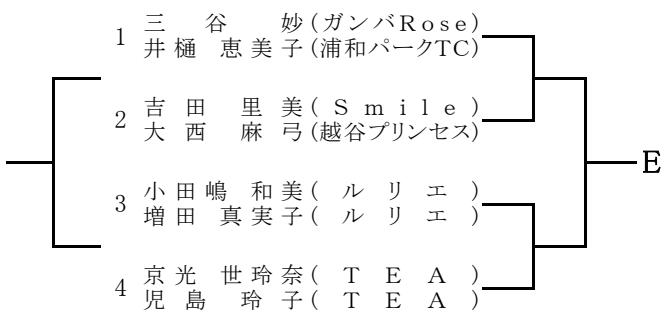 1 三谷 妙(ガンバRose)
井樋 恵美子(浦和パークTC)
2 吉田 里美(Smile)
大西 麻弓(越谷プリンセス)
E
3 小田嶋 和美(ルリエ)
増田 真実子(ルリエ)
4 京光 世玲奈(TEA)
児島 玲子(TEA)